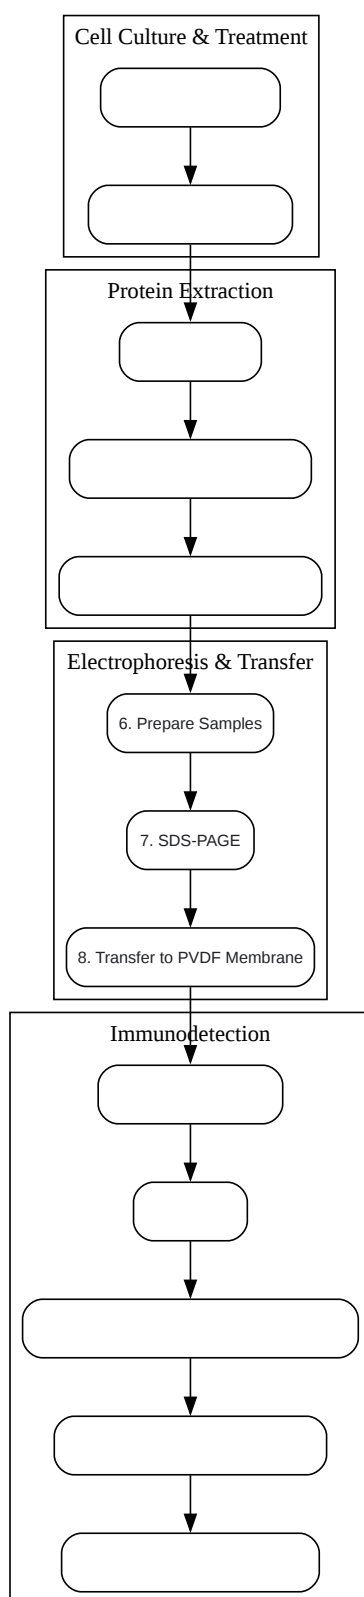 Cell Culture & Treatment
Protein Extraction
Electrophoresis & Transfer
6. Prepare Samples
7. SDS-PAGE
8. Transfer to PVDF Membrane
Immunodetection